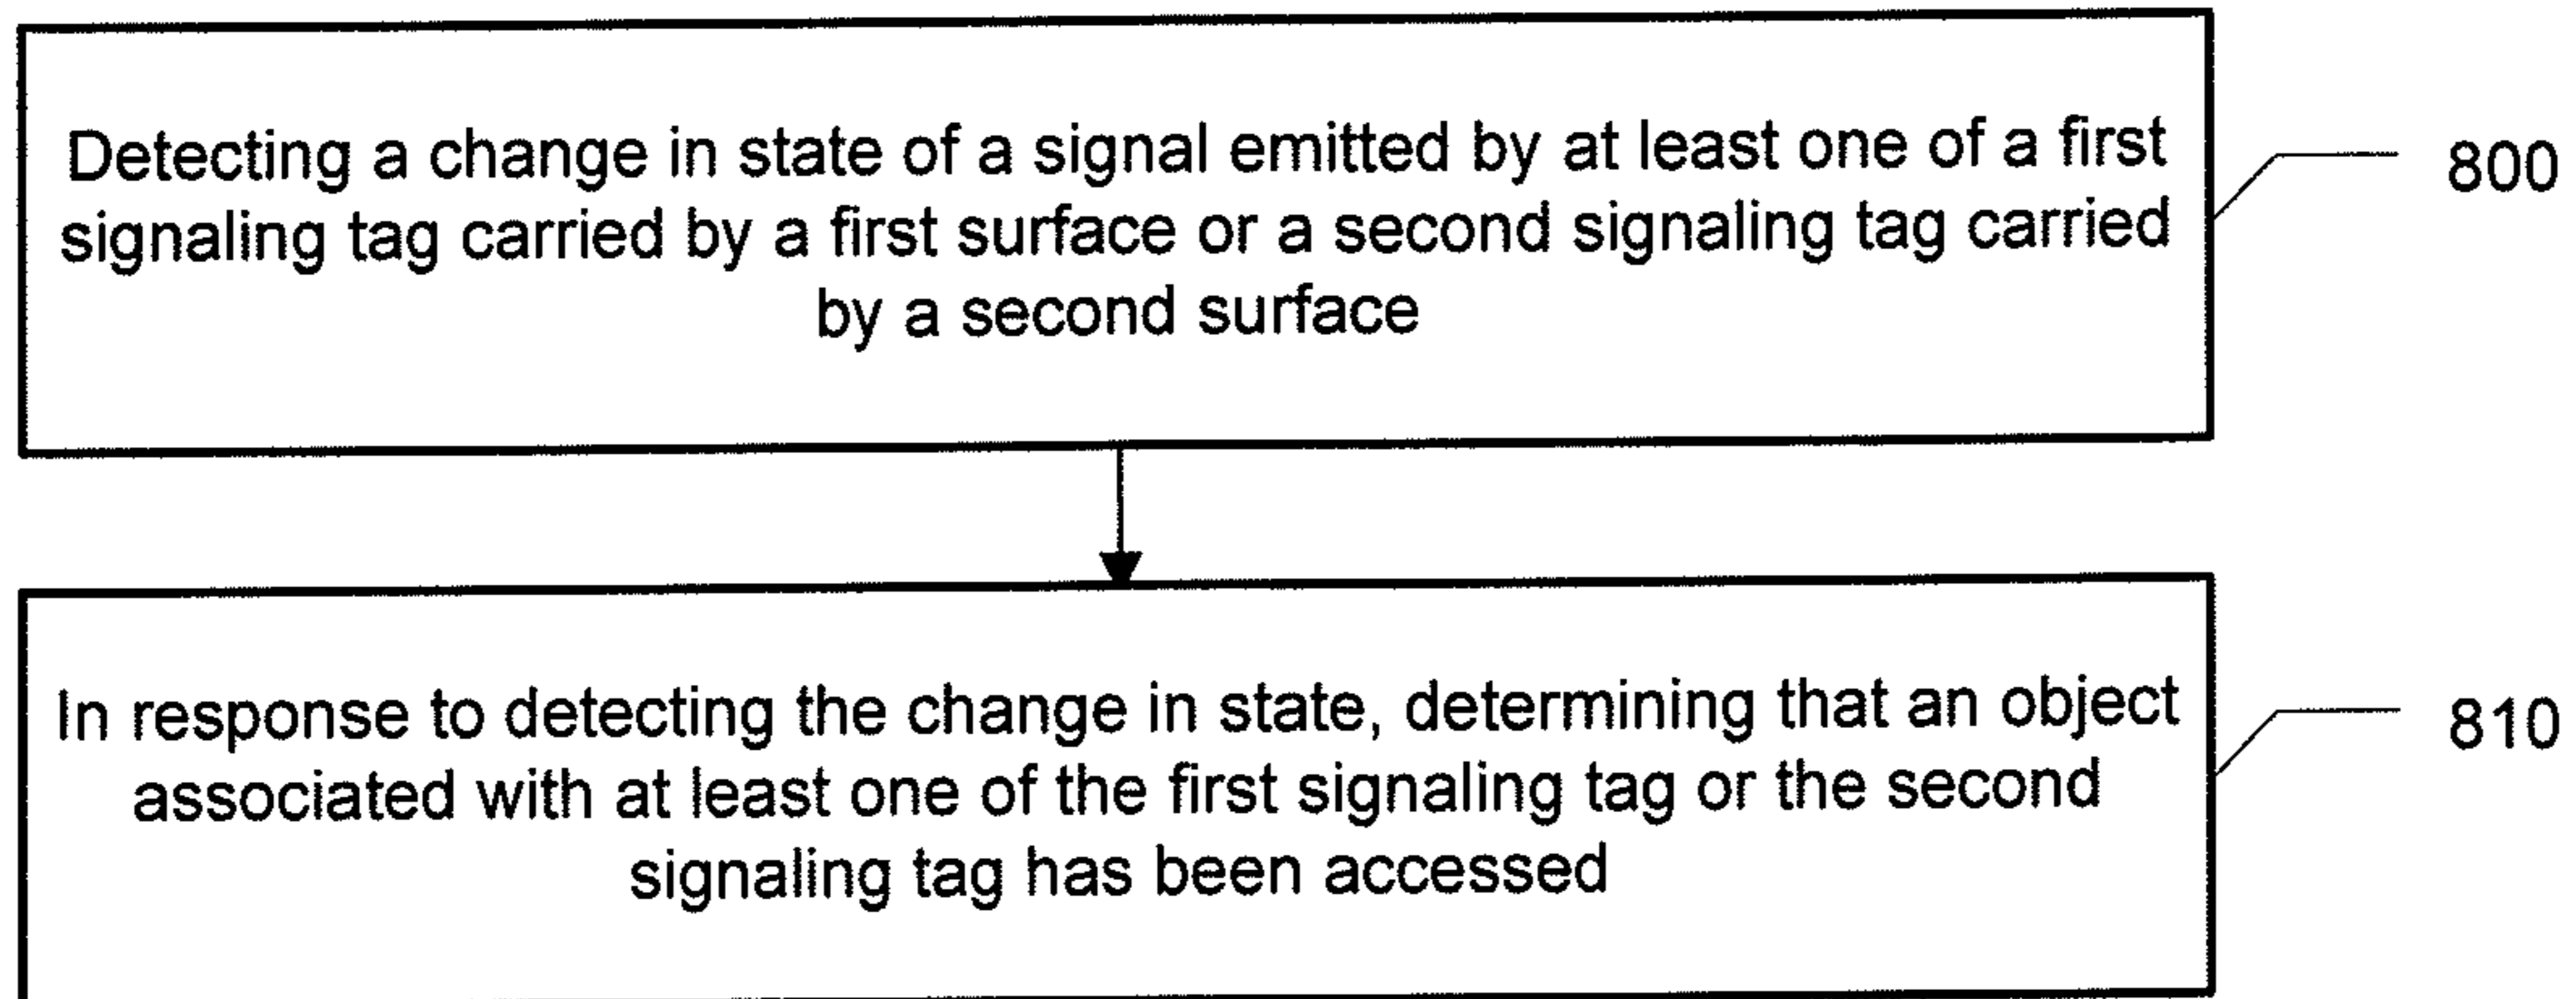 Detecting a change in state of a signal emitted by at least one of a first
signaling tag carried by a first surface or a second signaling tag carried
by a second surface
800
In response to detecting the change in state, determining that an object
associated with at least one of the first signaling tag or the second
signaling tag has been accessed
810